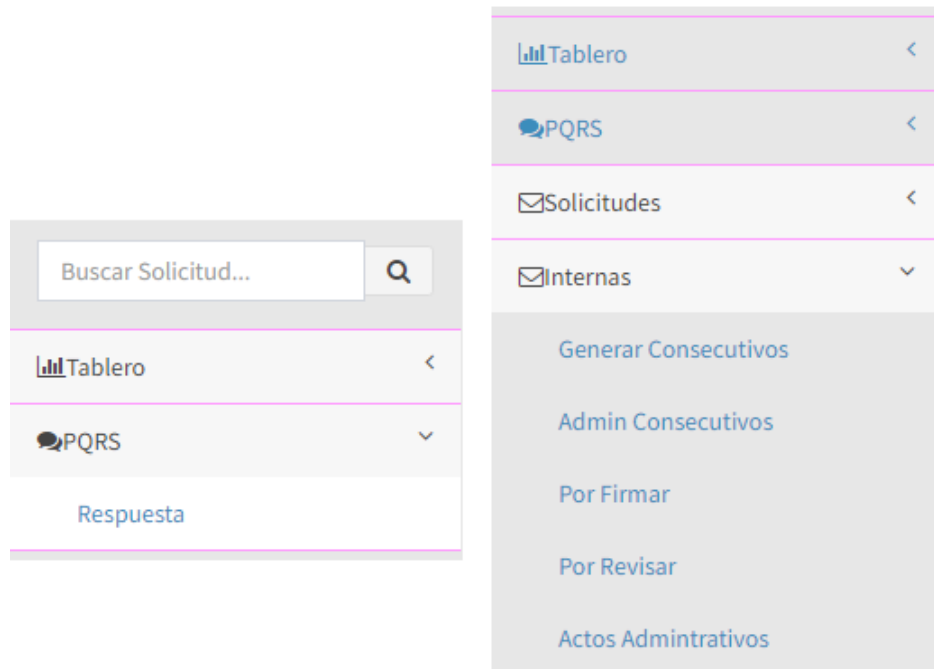 Buscar Solicitud...
Tablero
PQRS
Respuesta
Tablero
PQRS
Solicitudes
Internas
Generar Consecutivos
Admin Consecutivos
Por Firmar
Por Revisar
Actos Admintrativos